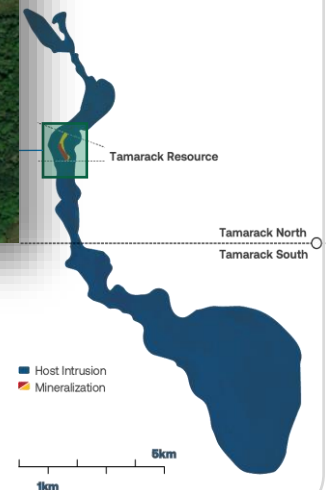 Tamarack Resource
Tamarack North
Tamarack South
Host Intrusion
Mineralization
5km
1km